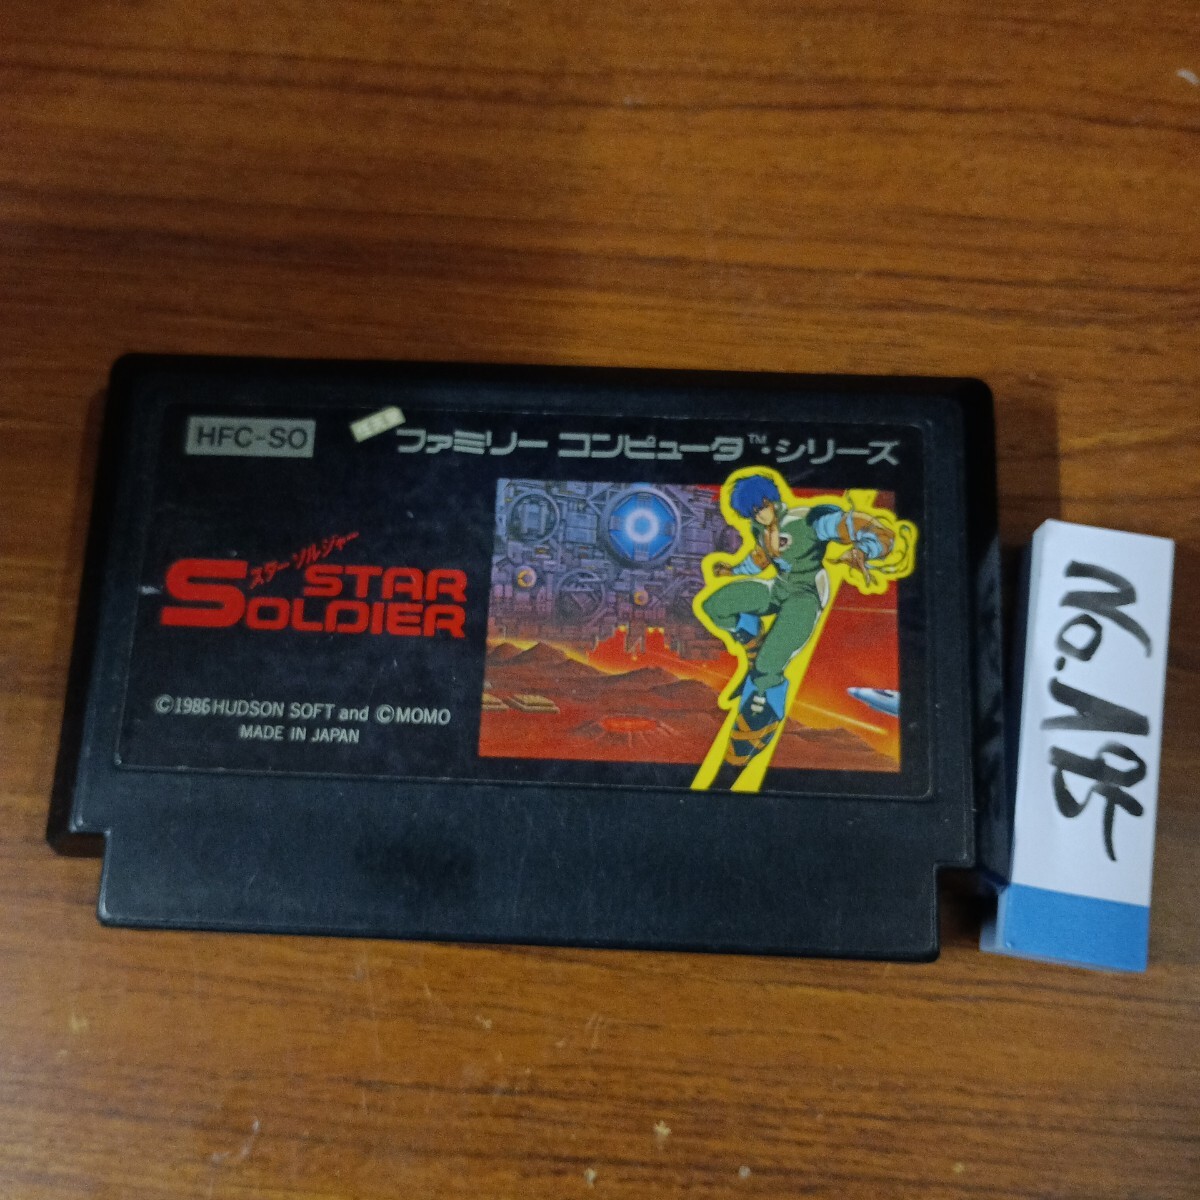 HFC-SO
ファミリー コンピュータ™・シリーズ
スター・ソルジャー
STAR
SOLDIER
©1986 HUDSON SOFT and ©MOMO
MADE IN JAPAN
No.A95